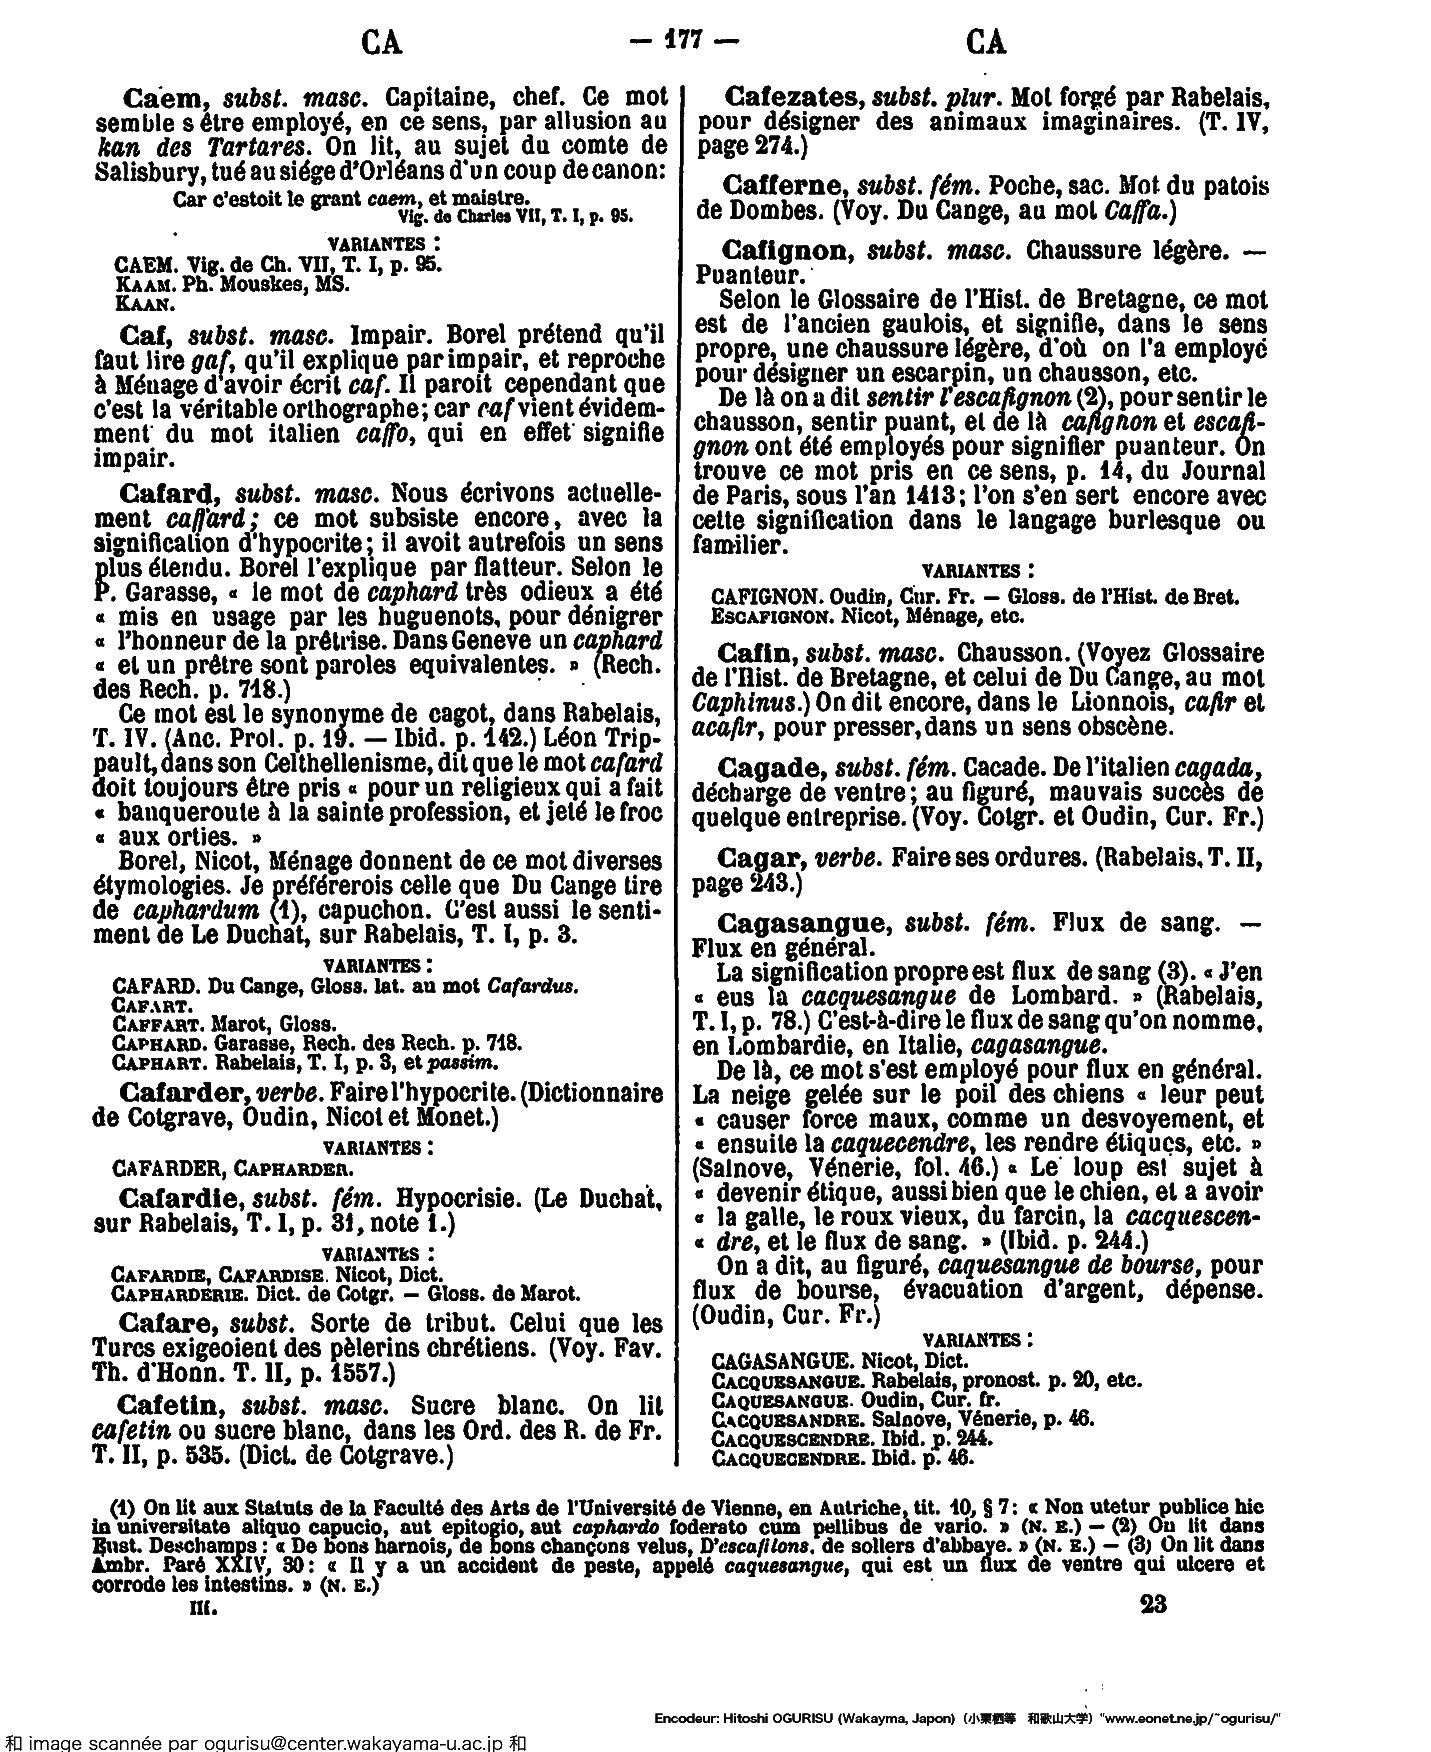 CA
— 177 —
CA
Caem, subst. masc. Capitaine, chef. Ce mot
semble s être employé, en ce sens, par allusion au
kan des Tartares. On lit, au sujet du comte de
Salisbury, tué au siége d'Orléans d'un coup de canon:
Car c'estoit le grant caem, et maistre.
Vig. de Charles VII, T. I, p. 95.
VARIANTES :
CAEM. Vig. de Ch. VII, T. I, p. 95.
KAAM. Ph. Mouskes, MS.
KAAN.
Caf, subst. masc. Impair. Borel prétend qu'il
faut lire gaf, qu'il explique par impair, et reproche
à Ménage d'avoir écrit caf. Il paroit cependant que
c'est la véritable orthographe; car caf vient évidem-
ment du mot italien caffo, qui en effet signifie
impair.
Cafard, subst. masc. Nous écrivons actuelle-
ment caffard; ce mot subsiste encore, avec la
signification d'hypocrite; il avoit autrefois un sens
plus étendu. Borel l'explique par flatteur. Selon le
P. Garasse, « le mot de caphard très odieux a été
« mis en usage par les huguenots, pour dénigrer
« l'honneur de la prêtrise. Dans Geneve un caphard
« et un prêtre sont paroles equivalentes. » (Rech.
des Rech. p. 718.)
Ce mot est le synonyme de cagot, dans Rabelais,
T. IV. (Anc. Prol. p. 19. — Ibid. p. 142.) Léon Trip-
pault, dans son Celthellenisme, dit que le mot cafard
doit toujours être pris « pour un religieux qui a fait
« banqueroute à la sainte profession, et jeté le froc
« aux orties. »
Borel, Nicot, Ménage donnent de ce mot diverses
étymologies. Je préférerois celle que Du Cange tire
de caphardum (1), capuchon. C'est aussi le senti-
ment de Le Duchat, sur Rabelais, T. I, p. 3.
VARIANTES :
CAFARD. Du Cange, Gloss. lat. au mot Cafardus.
CAFART.
CAFFART. Marot, Gloss.
CAPHARD. Garasse, Rech. des Rech. p. 718.
CAPHART. Rabelais, T. I, p. 3, et passim.
Cafarder, verbe. Faire l'hypocrite. (Dictionnaire
de Cotgrave, Oudin, Nicot et Monet.)
VARIANTES :
CAFARDER, CAPHARDER.
Cafardie, subst. fém. Hypocrisie. (Le Duchat,
sur Rabelais, T. I, p. 31, note 1.)
VARIANTES :
CAFARDIE, CAFARDISE. Nicot, Dict.
CAPHARDERIE. Dict. de Cotgr. — Gloss. de Marot.
Cafare, subst. Sorte de tribut. Celui que les
Turcs exigeoient des pèlerins chrétiens. (Voy. Fav.
Th. d'Honn. T. II, p. 1557.)
Cafetin, subst. masc. Sucre blanc. On lit
cafetin ou sucre blanc, dans les Ord. des R. de Fr.
T. II, p. 535. (Dict. de Cotgrave.)
Cafezates, subst. plur. Mot forgé par Rabelais,
pour désigner des animaux imaginaires. (T. IV,
page 274.)
Cafferne, subst. fém. Poche, sac. Mot du patois
de Dombes. (Voy. Du Cange, au mot Caffa.)
Cafignon, subst. masc. Chaussure légère. —
Puanteur.
Selon le Glossaire de l'Hist. de Bretagne, ce mot
est de l'ancien gaulois, et signifie, dans le sens
propre, une chaussure légère, d'où on l'a employé
pour désigner un escarpin, un chausson, etc.
De là on a dit sentir l'escafignon (2), pour sentir le
chausson, sentir puant, et de là cafignon et escafi-
gnon ont été employés pour signifier puanteur. On
trouve ce mot pris en ce sens, p. 14, du Journal
de Paris, sous l'an 1413; l'on s'en sert encore avec
cette signification dans le langage burlesque ou
familier.
VARIANTES :
CAFIGNON. Oudin, Cur. Fr. — Gloss. de l'Hist. de Bret.
ESCAFIGNON. Nicot, Ménage, etc.
Cafin, subst. masc. Chausson. (Voyez Glossaire
de l'Hist. de Bretagne, et celui de Du Cange, au mot
Caphinus.) On dit encore, dans le Lionnois, cafir et
acafir, pour presser, dans un sens obscène.
Cagade, subst. fém. Cacade. De l'italien cagada,
décharge de ventre; au figuré, mauvais succès de
quelque entreprise. (Voy. Cotgr. et Oudin, Cur. Fr.)
Cagar, verbe. Faire ses ordures. (Rabelais, T. II,
page 243.)
Cagasangue, subst. fém. Flux de sang. —
Flux en général.
La signification propre est flux de sang (3). « J'en
« eus la cacquesangue de Lombard. » (Rabelais,
T. I, p. 78.) C'est-à-dire le flux de sang qu'on nomme,
en Lombardie, en Italie, cagasangue.
De là, ce mot s'est employé pour flux en général.
La neige gelée sur le poil des chiens « leur peut
« causer force maux, comme un desvoyement, et
« ensuite la caquecendre, les rendre étiques, etc. »
(Salnove, Vénerie, fol. 46.) « Le loup est sujet à
« devenir étique, aussi bien que le chien, et a avoir
« la galle, le roux vieux, du farcin, la cacquescen-
« dre, et le flux de sang. » (Ibid. p. 244.)
On a dit, au figuré, caquesangue de bourse, pour
flux de bourse, évacuation d'argent, dépense.
(Oudin, Cur. Fr.)
VARIANTES :
CAGASANGUE. Nicot, Dict.
CACQUESANGUE. Rabelais, pronost. p. 20, etc.
CAQUESANGUE. Oudin, Cur. fr.
CACQUESANDRE. Salnove, Vénerie, p. 46.
CACQUESCENDRE. Ibid. p. 244.
CACQUECENDRE. Ibid. p. 46.
(1) On lit aux Statuts de la Faculté des Arts de l'Université de Vienne, en Autriche, tit. 10, § 7 : « Non utetur publice hic
in universitate aliquo capucio, aut epitogio, aut caphardo foderato cum pellibus de vario. » (N. E.) — (2) On lit dans
Eust. Deschamps : « De bons harnois, de bons chançons velus, D'escafilons, de sollers d'abbaye. » (N. E.) — (3) On lit dans
Ambr. Paré XXIV, 30 : « Il y a un accident de peste, appelé caquesangue, qui est un flux de ventre qui ulcere et
corrode les intestins. » (N. E.)
III.
23
Encodeur: Hitoshi OGURISU (Wakayma, Japon) (小栗栖等 和歌山大学) "www.eonet.ne.jp/~ogurisu/"
和 image scannée par ogurisu@center.wakayama-u.ac.jp 和